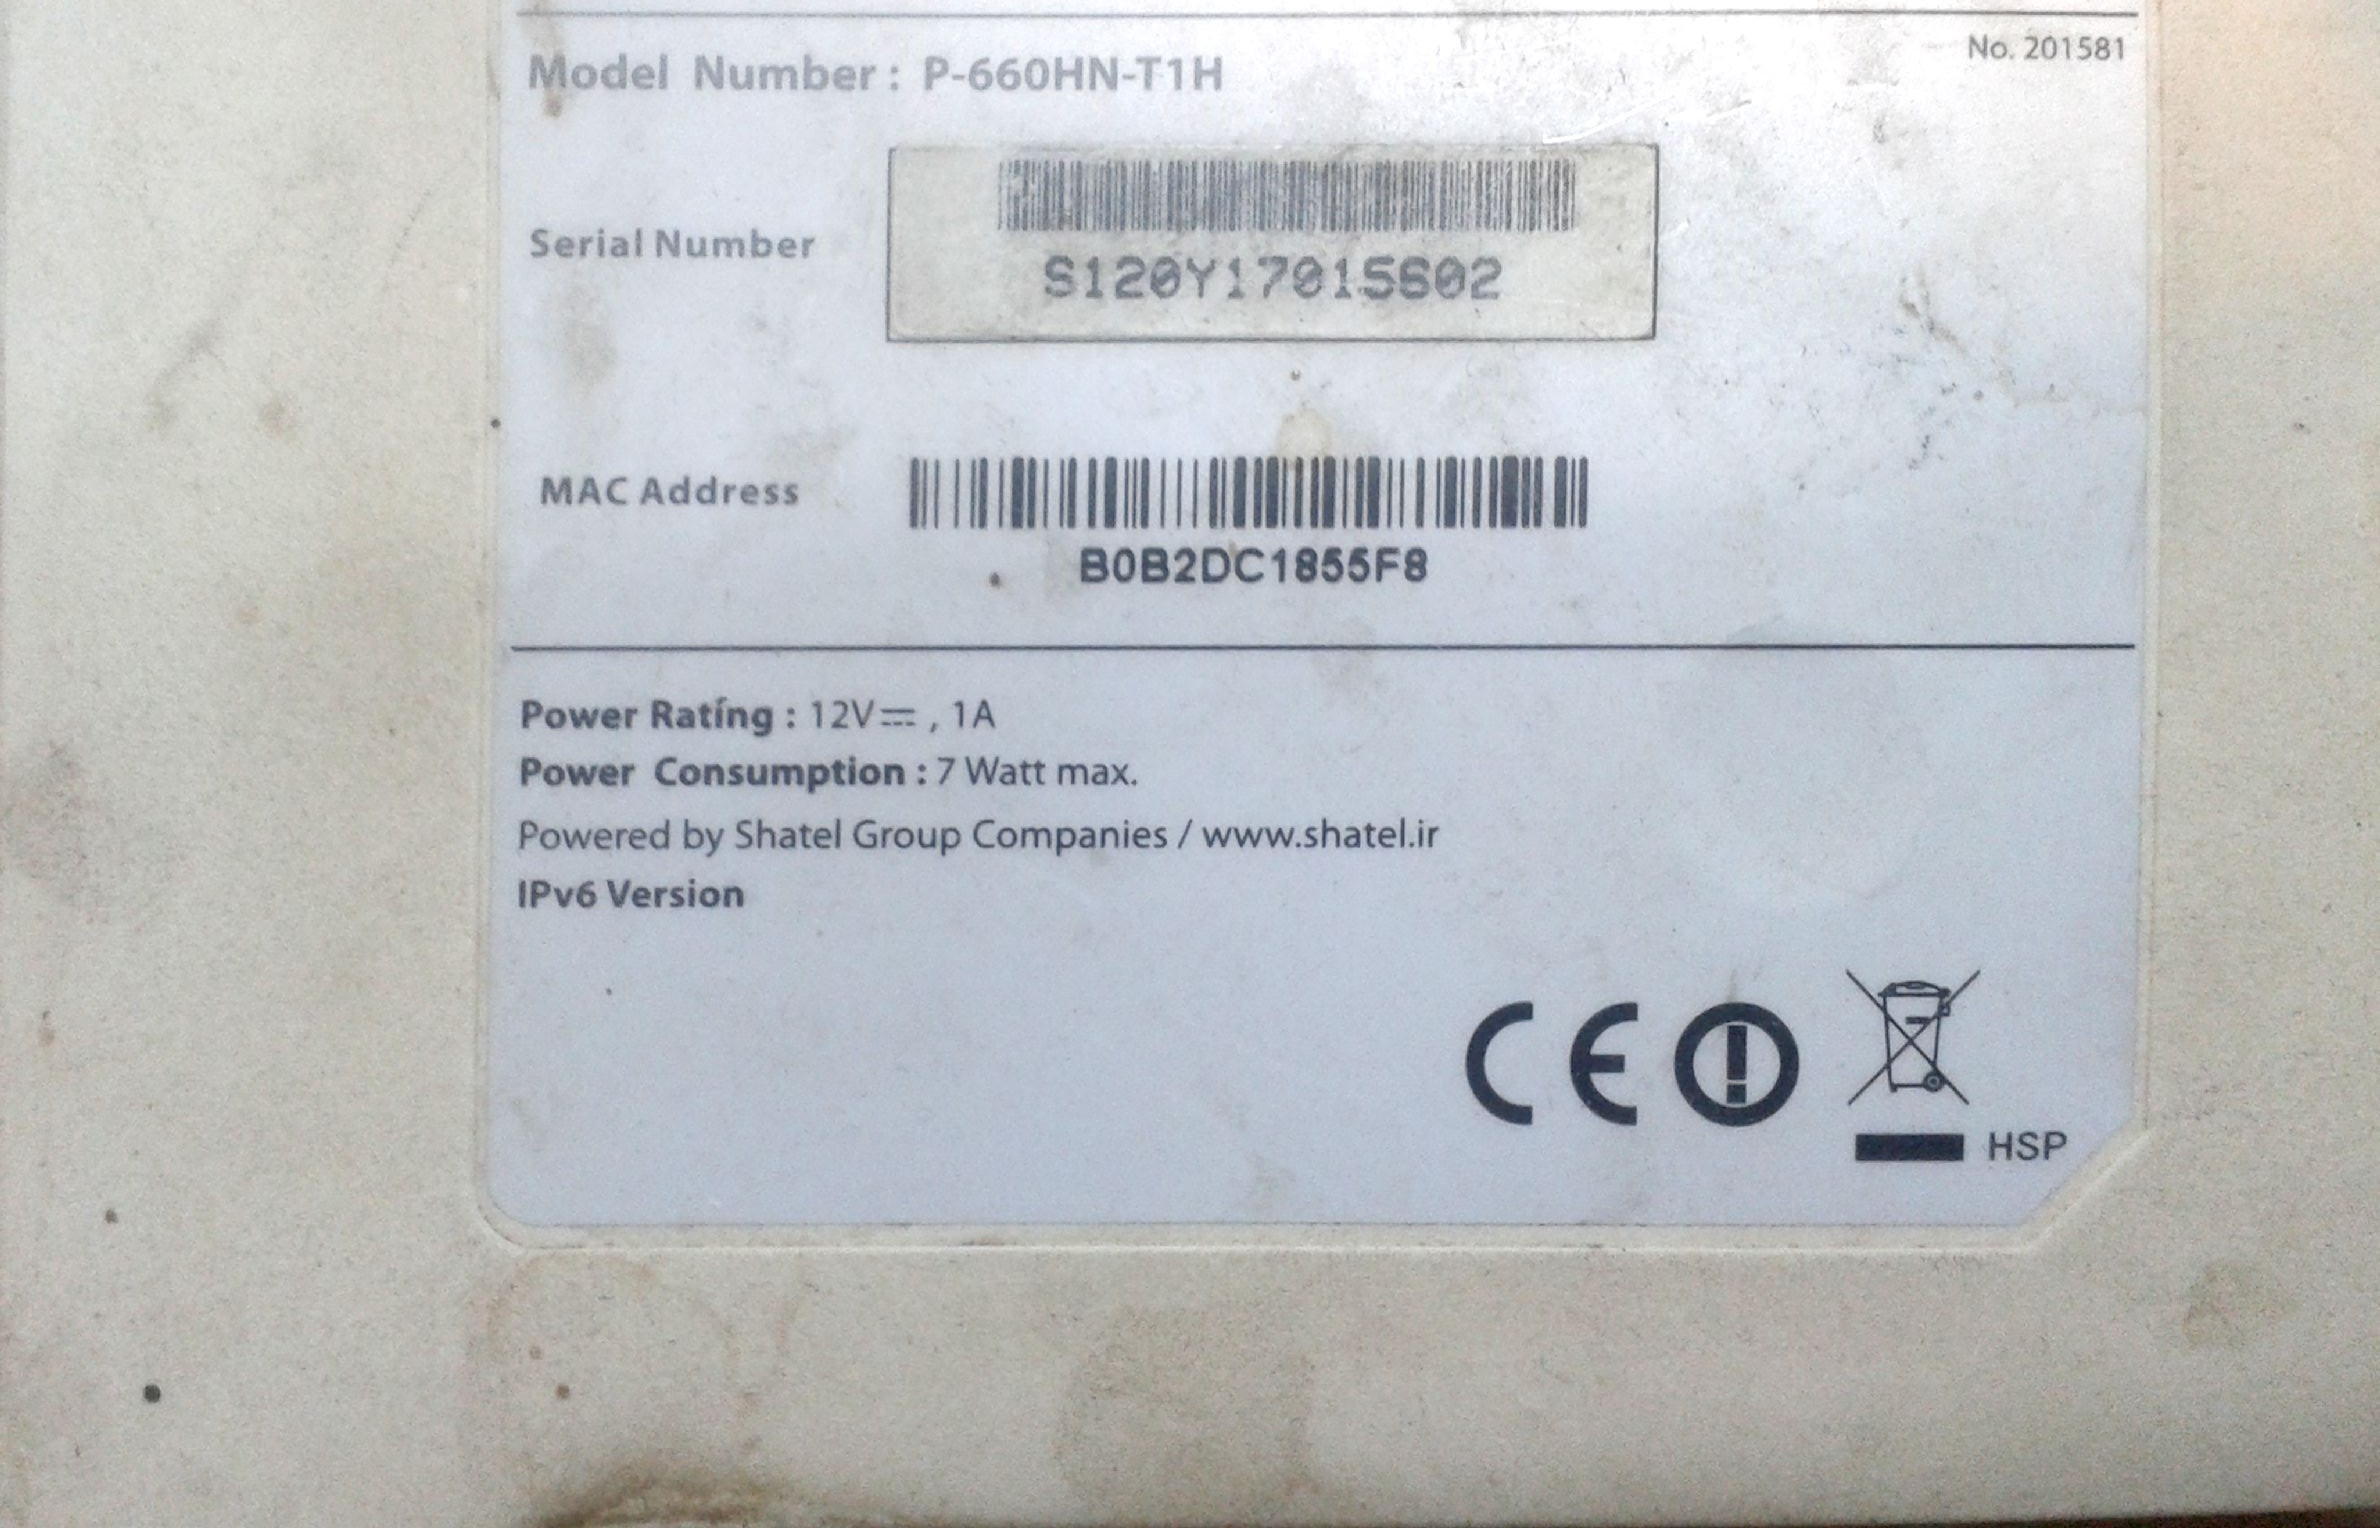 No. 201581
Model Number : P-660HN-T1H
Serial Number
S120Y17015602
MAC Address
B0B2DC1855F8
Power Rating : 12V⎓ , 1A
Power Consumption : 7 Watt max.
Powered by Shatel Group Companies / www.shatel.ir
IPv6 Version
CE
HSP